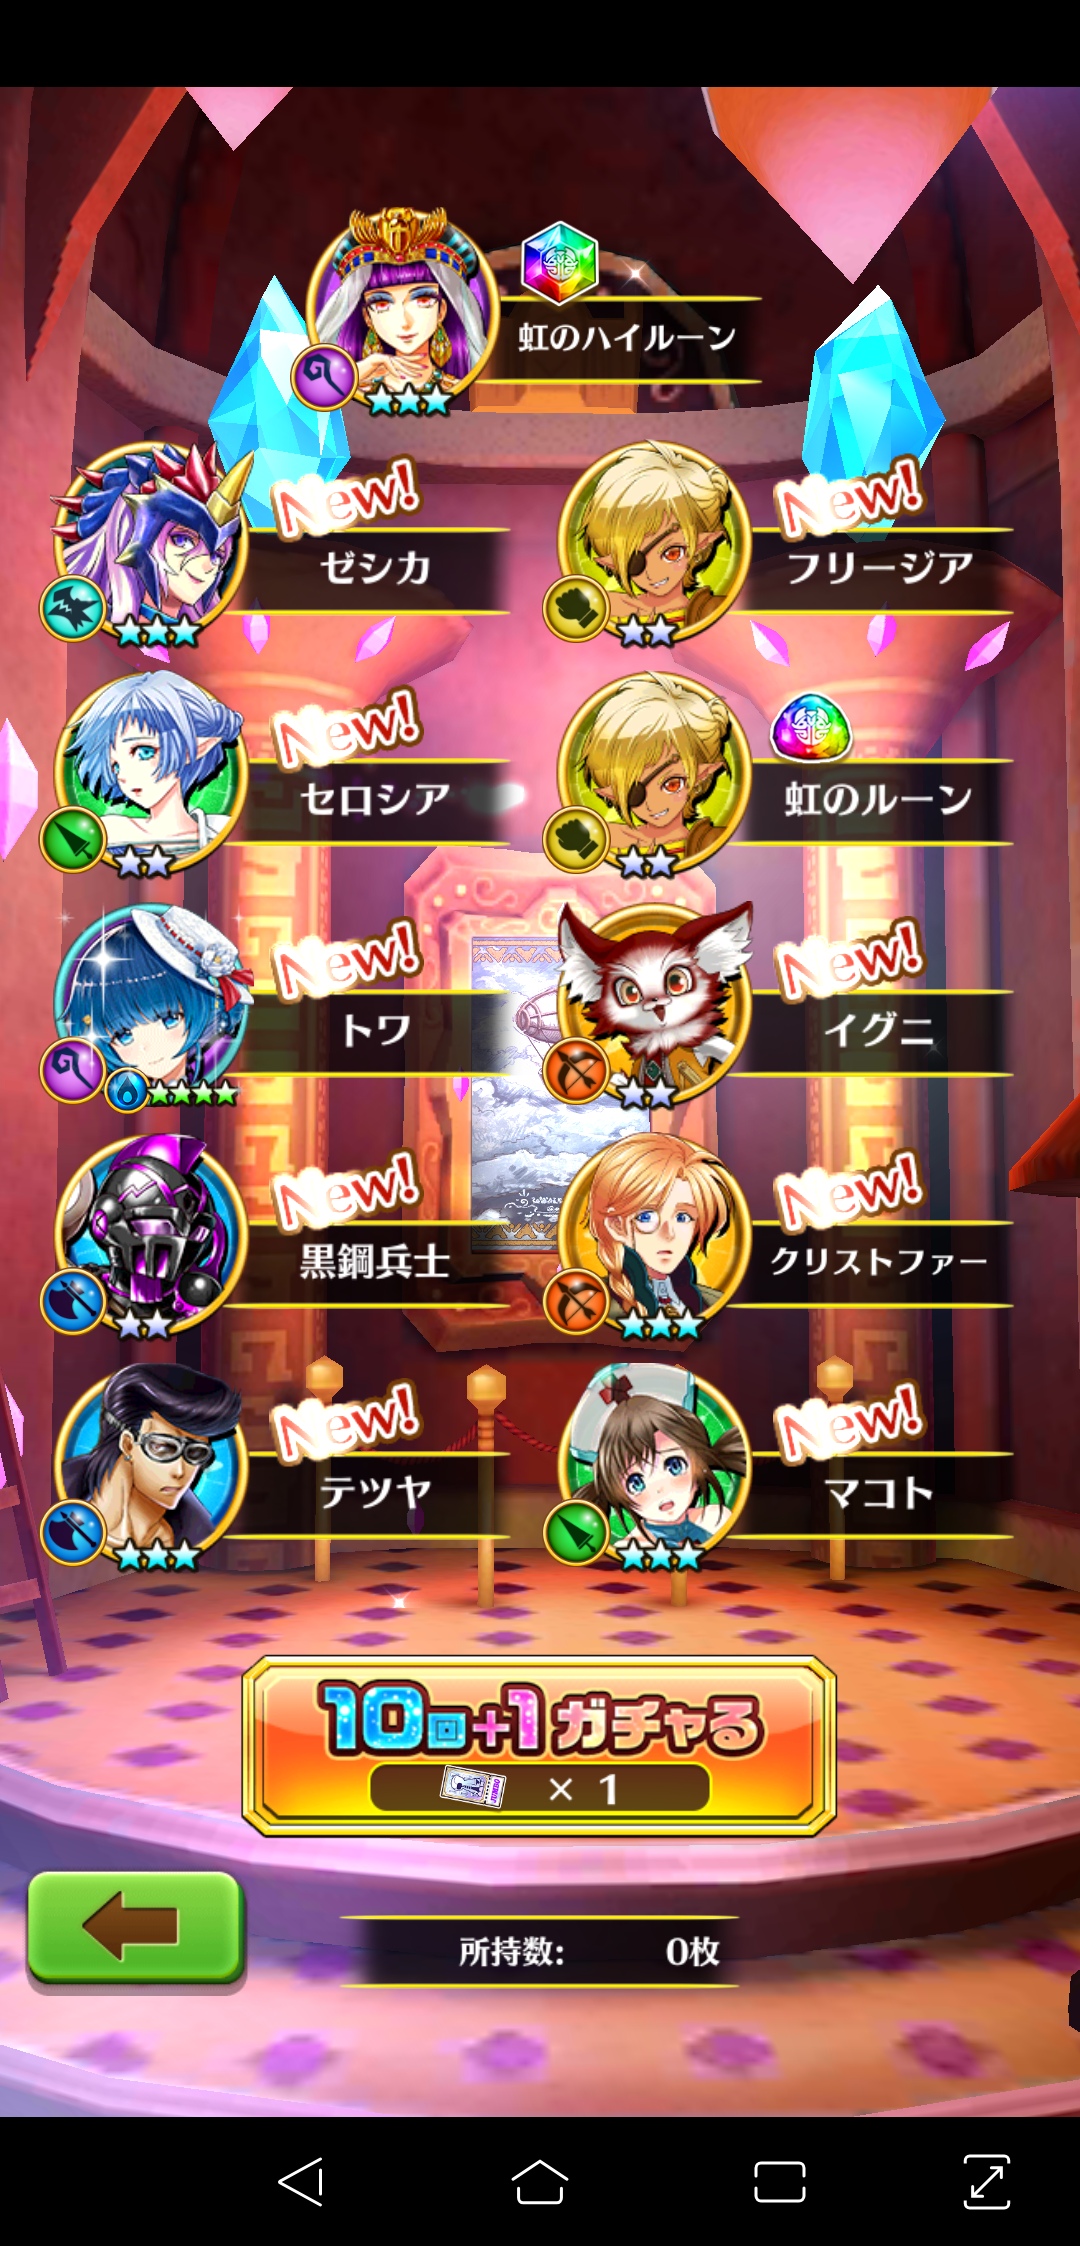 虹のハイルーン
New!
ゼシカ
New!
フリージア
New!
セロシア
虹のルーン
New!
トワ
New!
イグニ
New!
黒鋼兵士
New!
クリストファー
New!
テツヤ
New!
マコト
10回+1ガチャる
JUMBO
× 1
所持数: 0枚